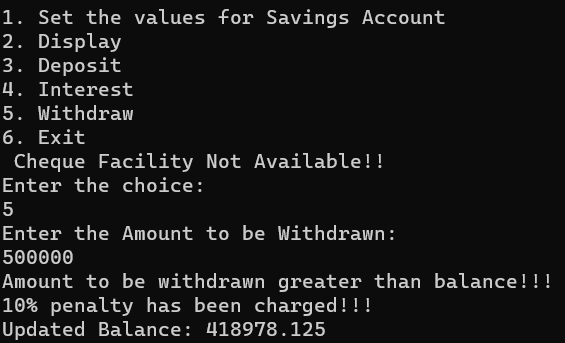 1. Set the values for Savings Account
2. Display
3. Deposit
4. Interest
5. Withdraw
6. Exit
 Cheque Facility Not Available!!
Enter the choice:
5
Enter the Amount to be Withdrawn:
500000
Amount to be withdrawn greater than balance!!!
10% penalty has been charged!!!
Updated Balance: 418978.125